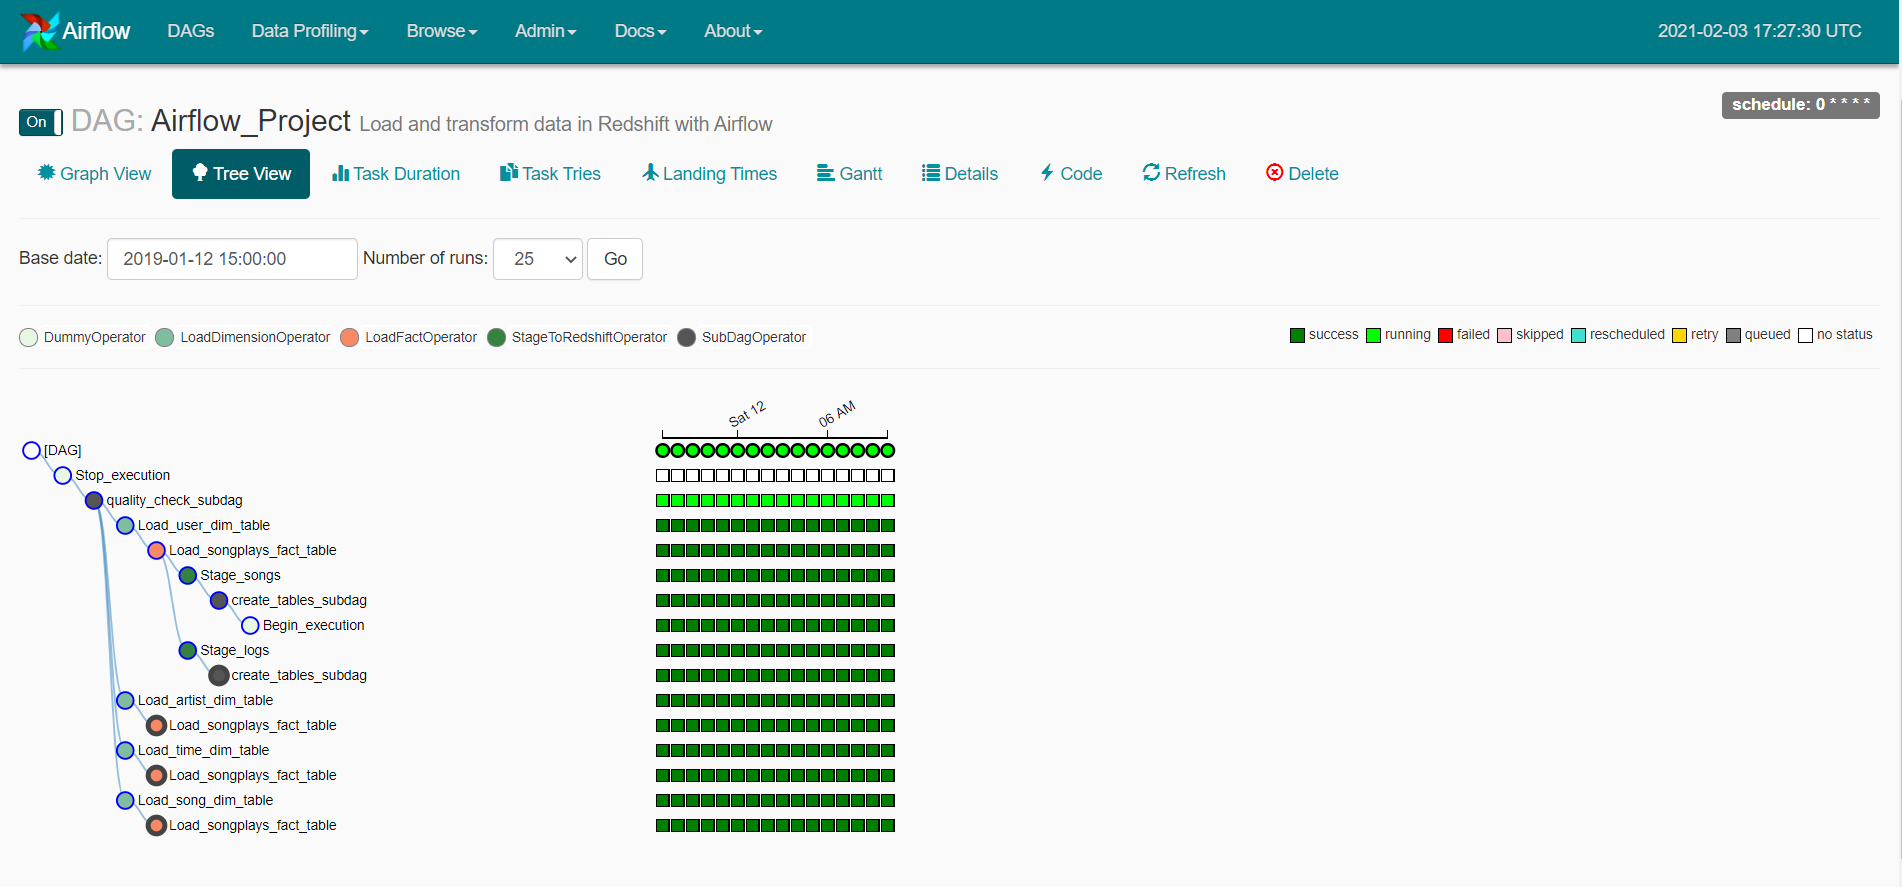 Airflow DAGs Data Profiling Browse Admin Docs About 2021-02-03 17:27:30 UTC
schedule: 0 * * * *
On DAG: Airflow_Project Load and transform data in Redshift with Airflow
Graph View Tree View Task Duration Task Tries Landing Times Gantt Details Code Refresh Delete
Base date: 2019-01-12 15:00:00 Number of runs: 25 Go
DummyOperator LoadDimensionOperator LoadFactOperator StageToRedshiftOperator SubDagOperator success running failed skipped rescheduled retry queued no status
Sat 12 06 AM
[DAG]
Stop_execution
quality_check_subdag
Load_user_dim_table
Load_songplays_fact_table
Stage_songs
create_tables_subdag
Begin_execution
Stage_logs
create_tables_subdag
Load_artist_dim_table
Load_songplays_fact_table
Load_time_dim_table
Load_songplays_fact_table
Load_song_dim_table
Load_songplays_fact_table